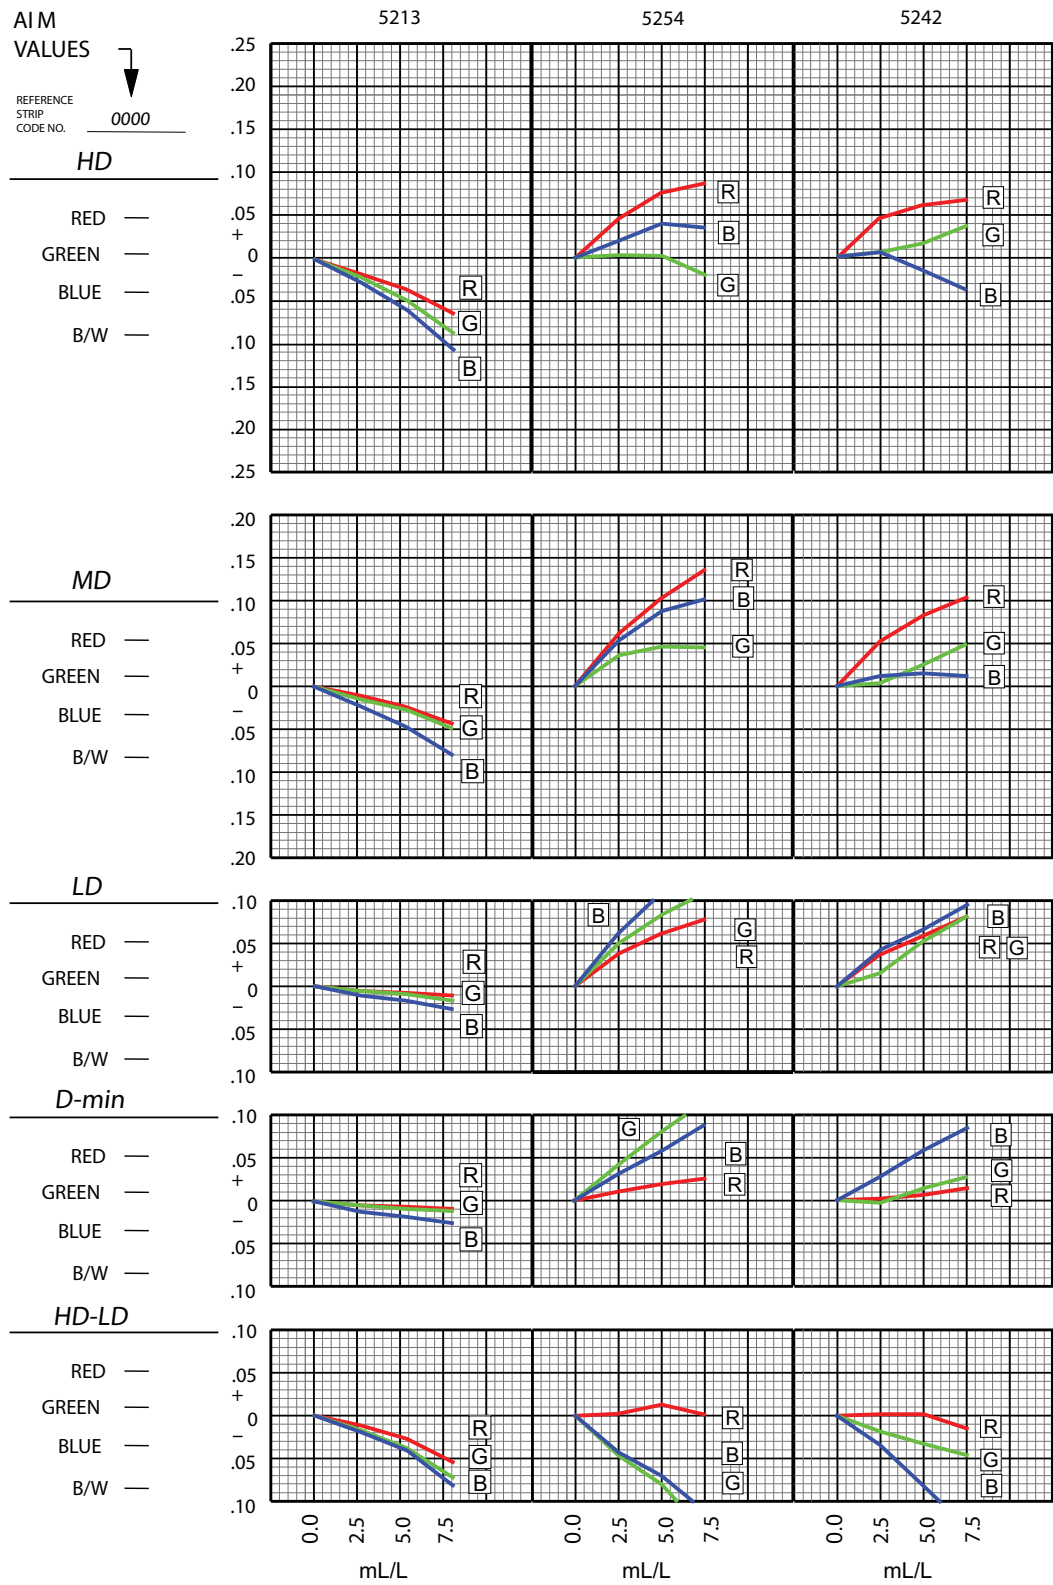 AIM VALUES
5213 5254 5242
REFERENCE STRIP CODE NO. 0000
HD
RED —
GREEN —
BLUE —
B/W —
.25
.20
.15
.10
.05
+
0
–
.05
.10
.15
.20
.25
R
G
B
R
B
G
R
G
B
MD
RED —
GREEN —
BLUE —
B/W —
.20
.15
.10
.05
+
0
–
.05
.10
.15
.20
R
G
B
R
B
G
R
G
B
LD
RED —
GREEN —
BLUE —
B/W —
.10
.05
+
0
–
.05
.10
R
G
B
B
G
R
B
R G
D-min
RED —
GREEN —
BLUE —
B/W —
.10
.05
+
0
–
.05
.10
R
G
B
G
B
R
B
G
R
HD-LD
RED —
GREEN —
BLUE —
B/W —
.10
.05
+
0
–
.05
.10
R
G
B
R
B
G
R
G
B
0.0 2.5 5.0 7.5 0.0 2.5 5.0 7.5 0.0 2.5 5.0 7.5
mL/L mL/L mL/L